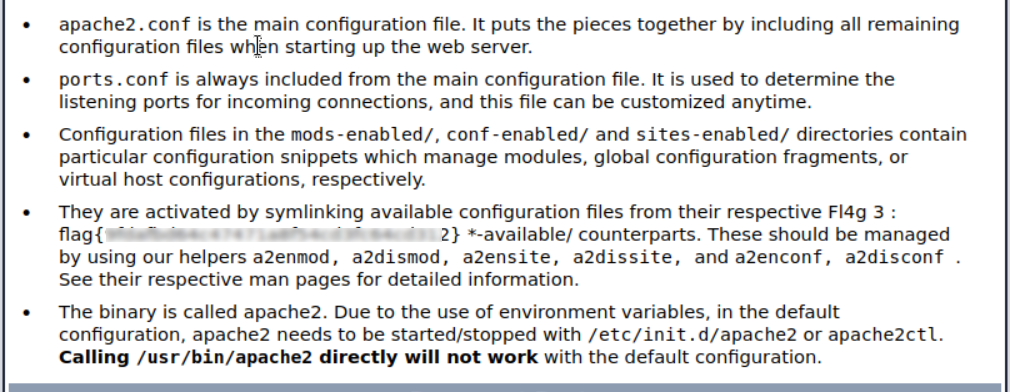 apache2.conf is the main configuration file. It puts the pieces together by including all remaining
configuration files when starting up the web server.
ports.conf is always included from the main configuration file. It is used to determine the
listening ports for incoming connections, and this file can be customized anytime.
Configuration files in the mods-enabled/, conf-enabled/ and sites-enabled/ directories contain
particular configuration snippets which manage modules, global configuration fragments, or
virtual host configurations, respectively.
They are activated by symlinking available configuration files from their respective Fl4g 3 :
flag{ 2} *-available/ counterparts. These should be managed
by using our helpers a2enmod, a2dismod, a2ensite, a2dissite, and a2enconf, a2disconf .
See their respective man pages for detailed information.
The binary is called apache2. Due to the use of environment variables, in the default
configuration, apache2 needs to be started/stopped with /etc/init.d/apache2 or apache2ctl.
Calling /usr/bin/apache2 directly will not work with the default configuration.